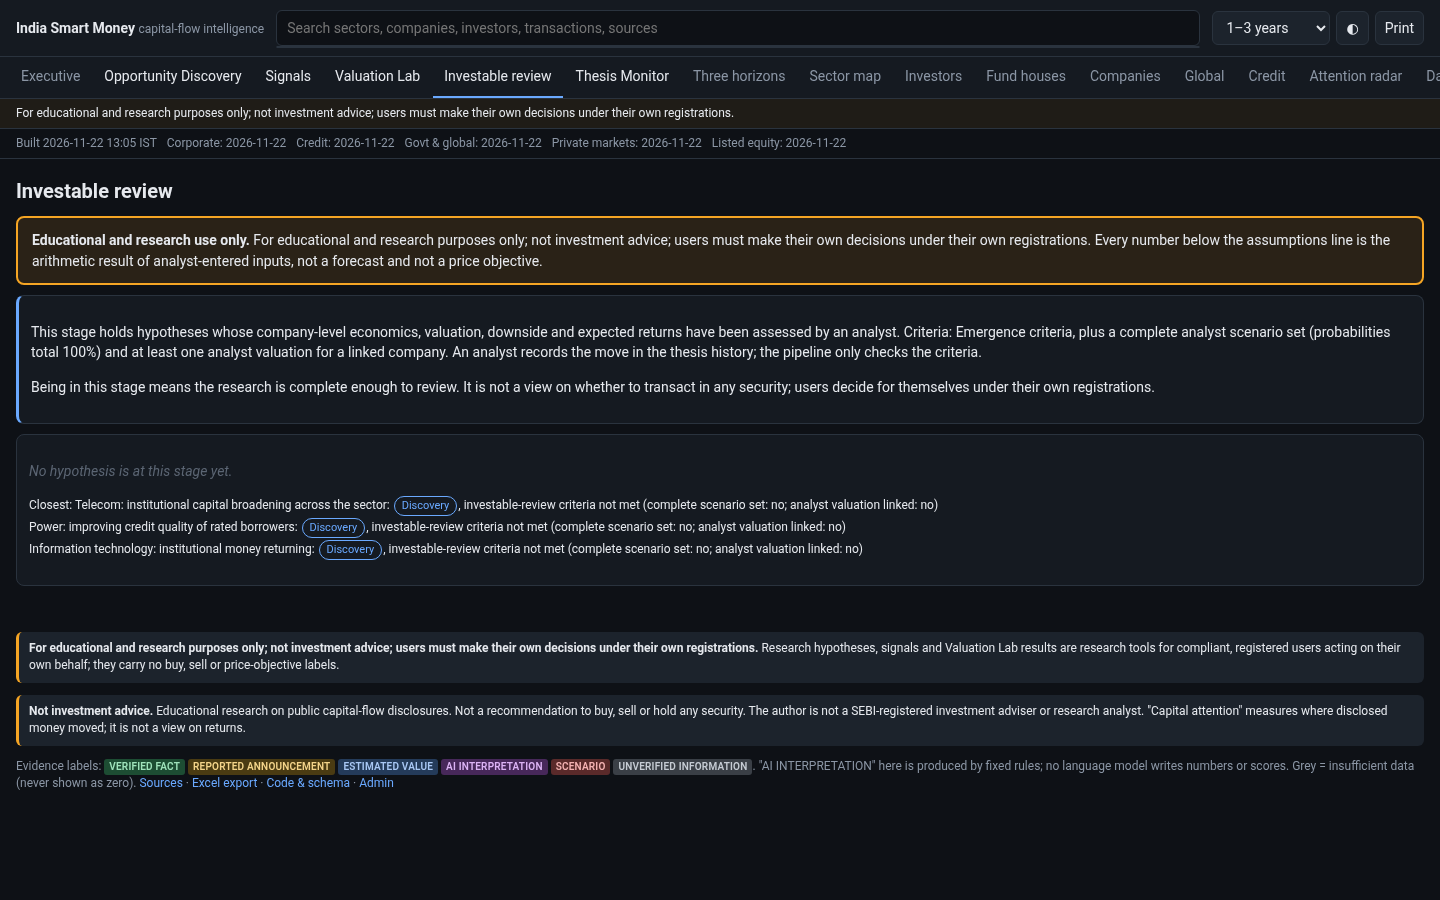 India Smart Money capital-flow intelligence
Search sectors, companies, investors, transactions, sources
1–3 years
Print
Executive Opportunity Discovery Signals Valuation Lab Investable review Thesis Monitor Three horizons Sector map Investors Fund houses Companies Global Credit Attention radar
For educational and research purposes only; not investment advice; users must make their own decisions under their own registrations.
Built 2026-11-22 13:05 IST Corporate: 2026-11-22 Credit: 2026-11-22 Govt & global: 2026-11-22 Private markets: 2026-11-22 Listed equity: 2026-11-22
Investable review
Educational and research use only. For educational and research purposes only; not investment advice; users must make their own decisions under their own registrations. Every number below the assumptions line is the
arithmetic result of analyst-entered inputs, not a forecast and not a price objective.
This stage holds hypotheses whose company-level economics, valuation, downside and expected returns have been assessed by an analyst. Criteria: Emergence criteria, plus a complete analyst scenario set (probabilities
total 100%) and at least one analyst valuation for a linked company. An analyst records the move in the thesis history; the pipeline only checks the criteria.
Being in this stage means the research is complete enough to review. It is not a view on whether to transact in any security; users decide for themselves under their own registrations.
No hypothesis is at this stage yet.
Closest: Telecom: institutional capital broadening across the sector: Discovery, investable-review criteria not met (complete scenario set: no; analyst valuation linked: no)
Power: improving credit quality of rated borrowers: Discovery, investable-review criteria not met (complete scenario set: no; analyst valuation linked: no)
Information technology: institutional money returning: Discovery, investable-review criteria not met (complete scenario set: no; analyst valuation linked: no)
For educational and research purposes only; not investment advice; users must make their own decisions under their own registrations. Research hypotheses, signals and Valuation Lab results are research tools for compliant, registered users acting on their
own behalf; they carry no buy, sell or price-objective labels.
Not investment advice. Educational research on public capital-flow disclosures. Not a recommendation to buy, sell or hold any security. The author is not a SEBI-registered investment adviser or research analyst. "Capital attention" measures where disclosed
money moved; it is not a view on returns.
Evidence labels: VERIFIED FACT REPORTED ANNOUNCEMENT ESTIMATED VALUE AI INTERPRETATION SCENARIO UNVERIFIED INFORMATION. "AI INTERPRETATION" here is produced by fixed rules; no language model writes numbers or scores. Grey = insufficient data
(never shown as zero). Sources · Excel export · Code & schema · Admin